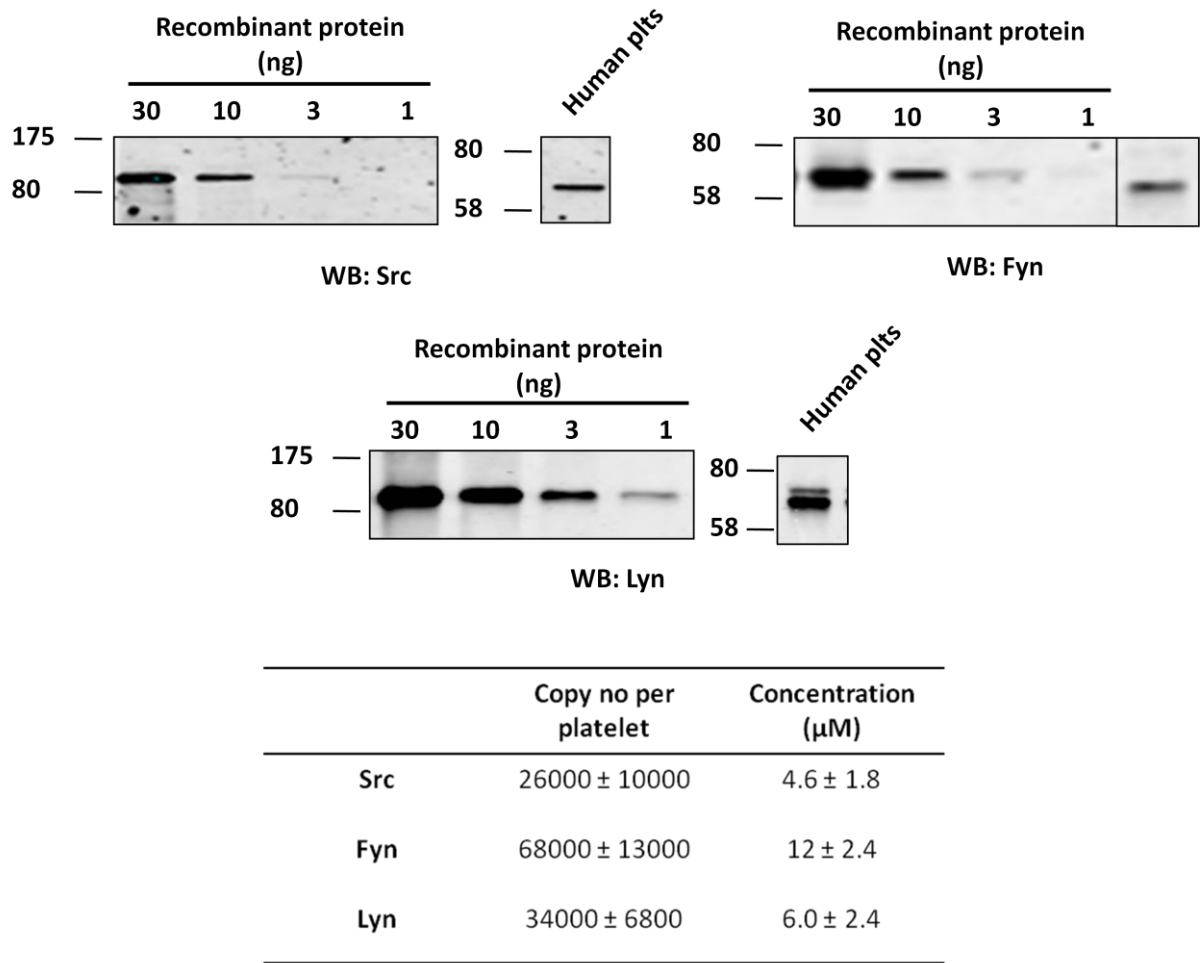 Recombinant protein
(ng)
30 10 3 1
Human plts
175
80
80
58
WB: Src
Recombinant protein
(ng)
30 10 3 1
80
58
WB: Fyn
Recombinant protein
(ng)
30 10 3 1
Human plts
175
80
80
58
WB: Lyn
Copy no per platelet Concentration (µM)
Src 26000 ± 10000 4.6 ± 1.8
Fyn 68000 ± 13000 12 ± 2.4
Lyn 34000 ± 6800 6.0 ± 2.4